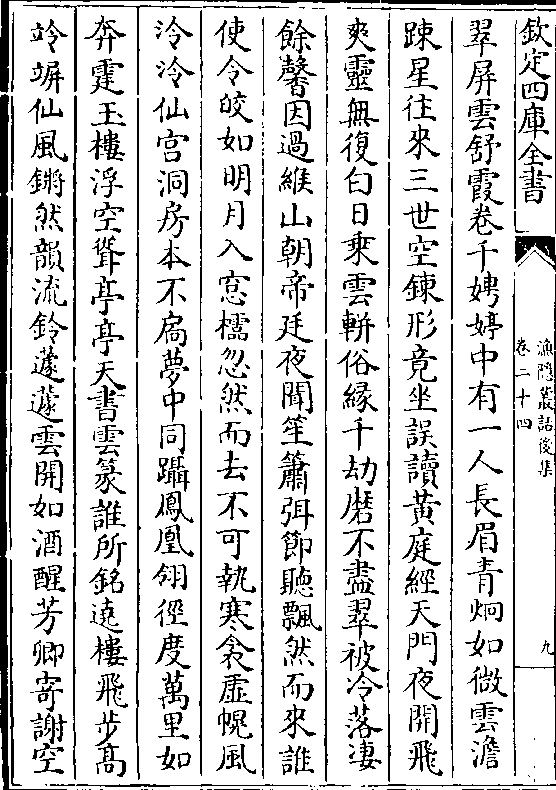 欽定四庫全書
漁隱叢話後集
卷二十四
九
翠屏雲舒霞卷千娉婷中有一人長眉青炯如微雲澹
踈星往來三世空鍊形竟坐誤讀黃庭經天門夜開飛
爽靈無復白日乘雲軿俗縁千劫磨不盡翠被冷落凄
餘馨因過緱山朝帝廷夜聞笙簫弭節聽飄然而來誰
使令皎如明月入窓櫺忽然而去不可執寒衾虛幌風
泠泠仙宫洞房本不扃夢中同躡鳳凰翎徑度萬里如
奔霆玉樓浮空聳亭亭天書雲篆誰所銘遶樓飛步髙
竛竮仙風鏘然韻流鈴蘧蘧雲開如酒醒芳卿寄謝空